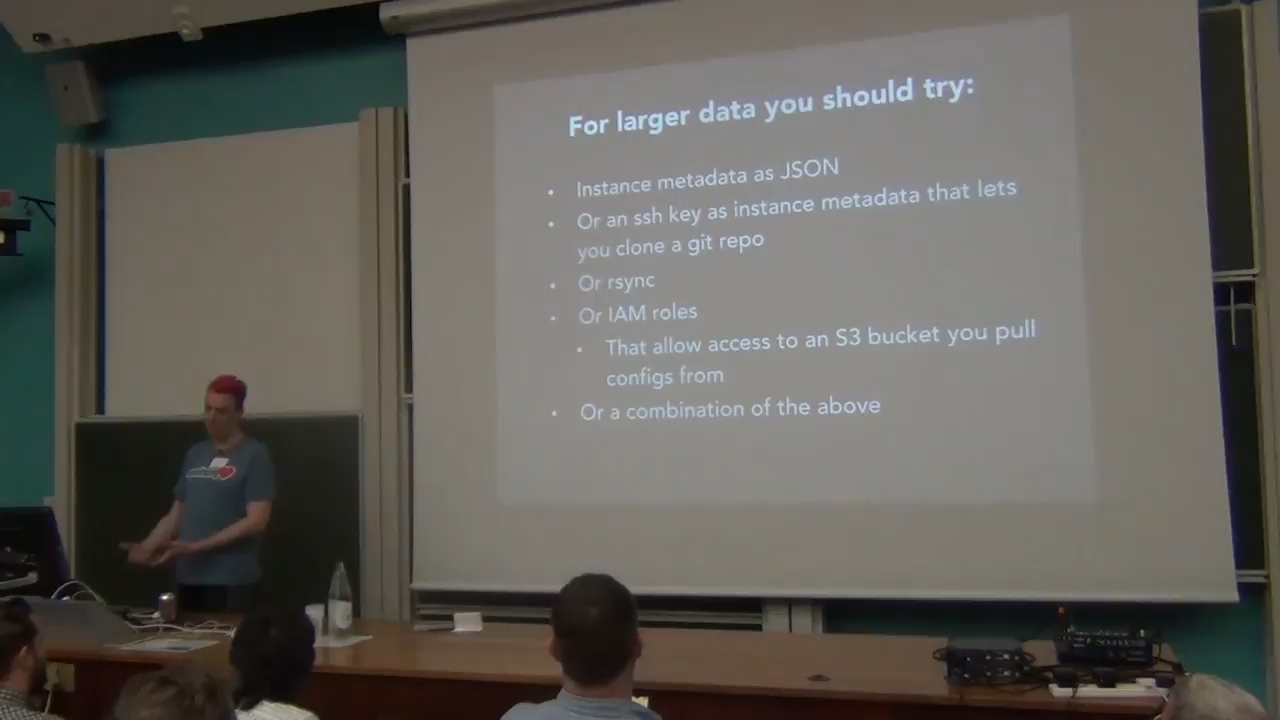 For larger data you should try:
• Instance metadata as JSON
• Or an ssh key as instance metadata that lets
you clone a git repo
• Or rsync
• Or IAM roles
• That allow access to an S3 bucket you pull
configs from
• Or a combination of the above